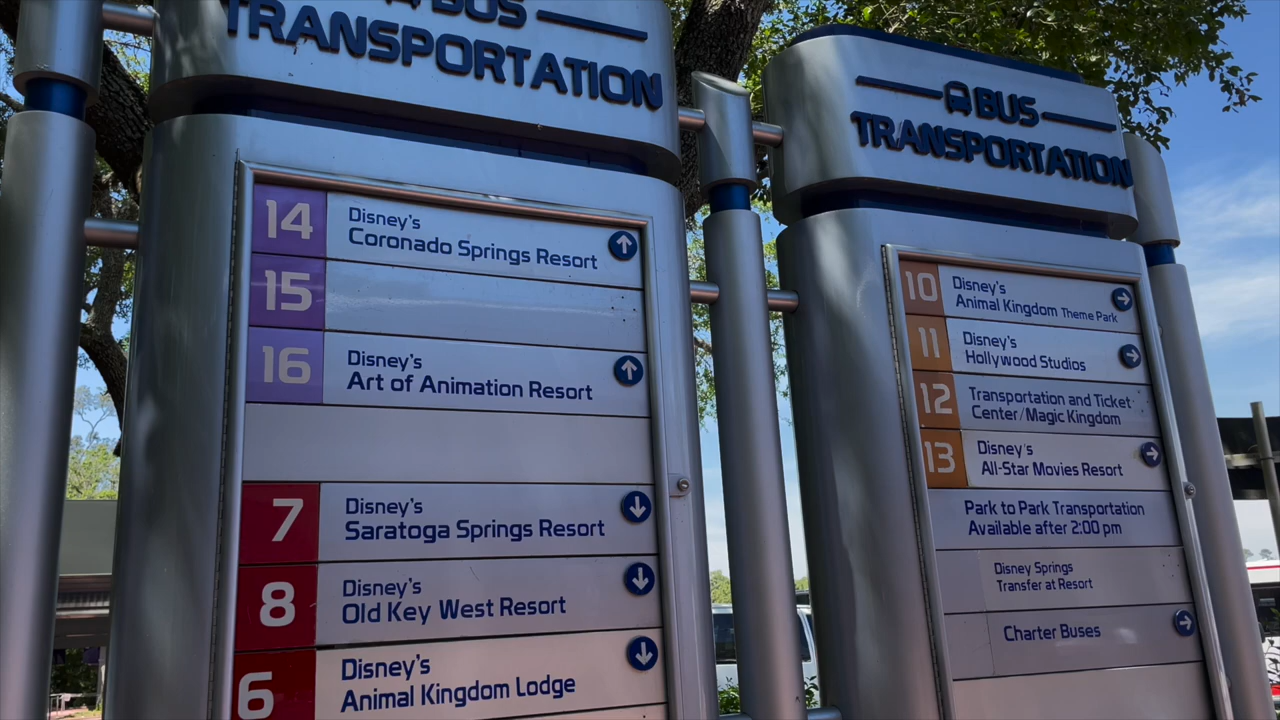 BUS
TRANSPORTATION
14
Disney's
Coronado Springs Resort
15
16
Disney's
Art of Animation Resort
7
Disney's
Saratoga Springs Resort
8
Disney's
Old Key West Resort
6
Disney's
Animal Kingdom Lodge
BUS
TRANSPORTATION
10
Disney's
Animal Kingdom Theme Park
11
Disney's
Hollywood Studios
12
Transportation and Ticket
Center/Magic Kingdom
13
Disney's
All-Star Movies Resort
Park to Park Transportation
Available after 2:00 pm
Disney Springs
Transfer at Resort
Charter Buses